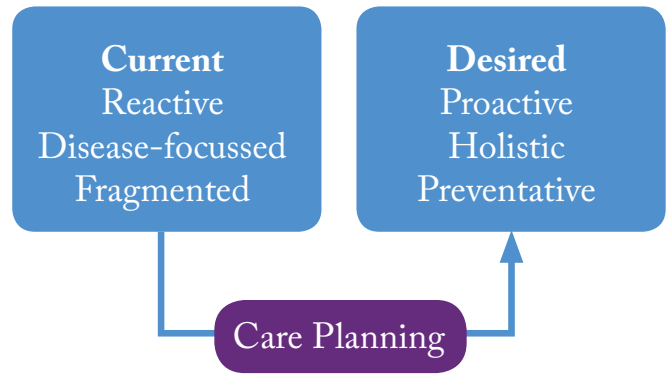 Current
Reactive
Disease-focussed
Fragmented
Desired
Proactive
Holistic
Preventative
Care Planning